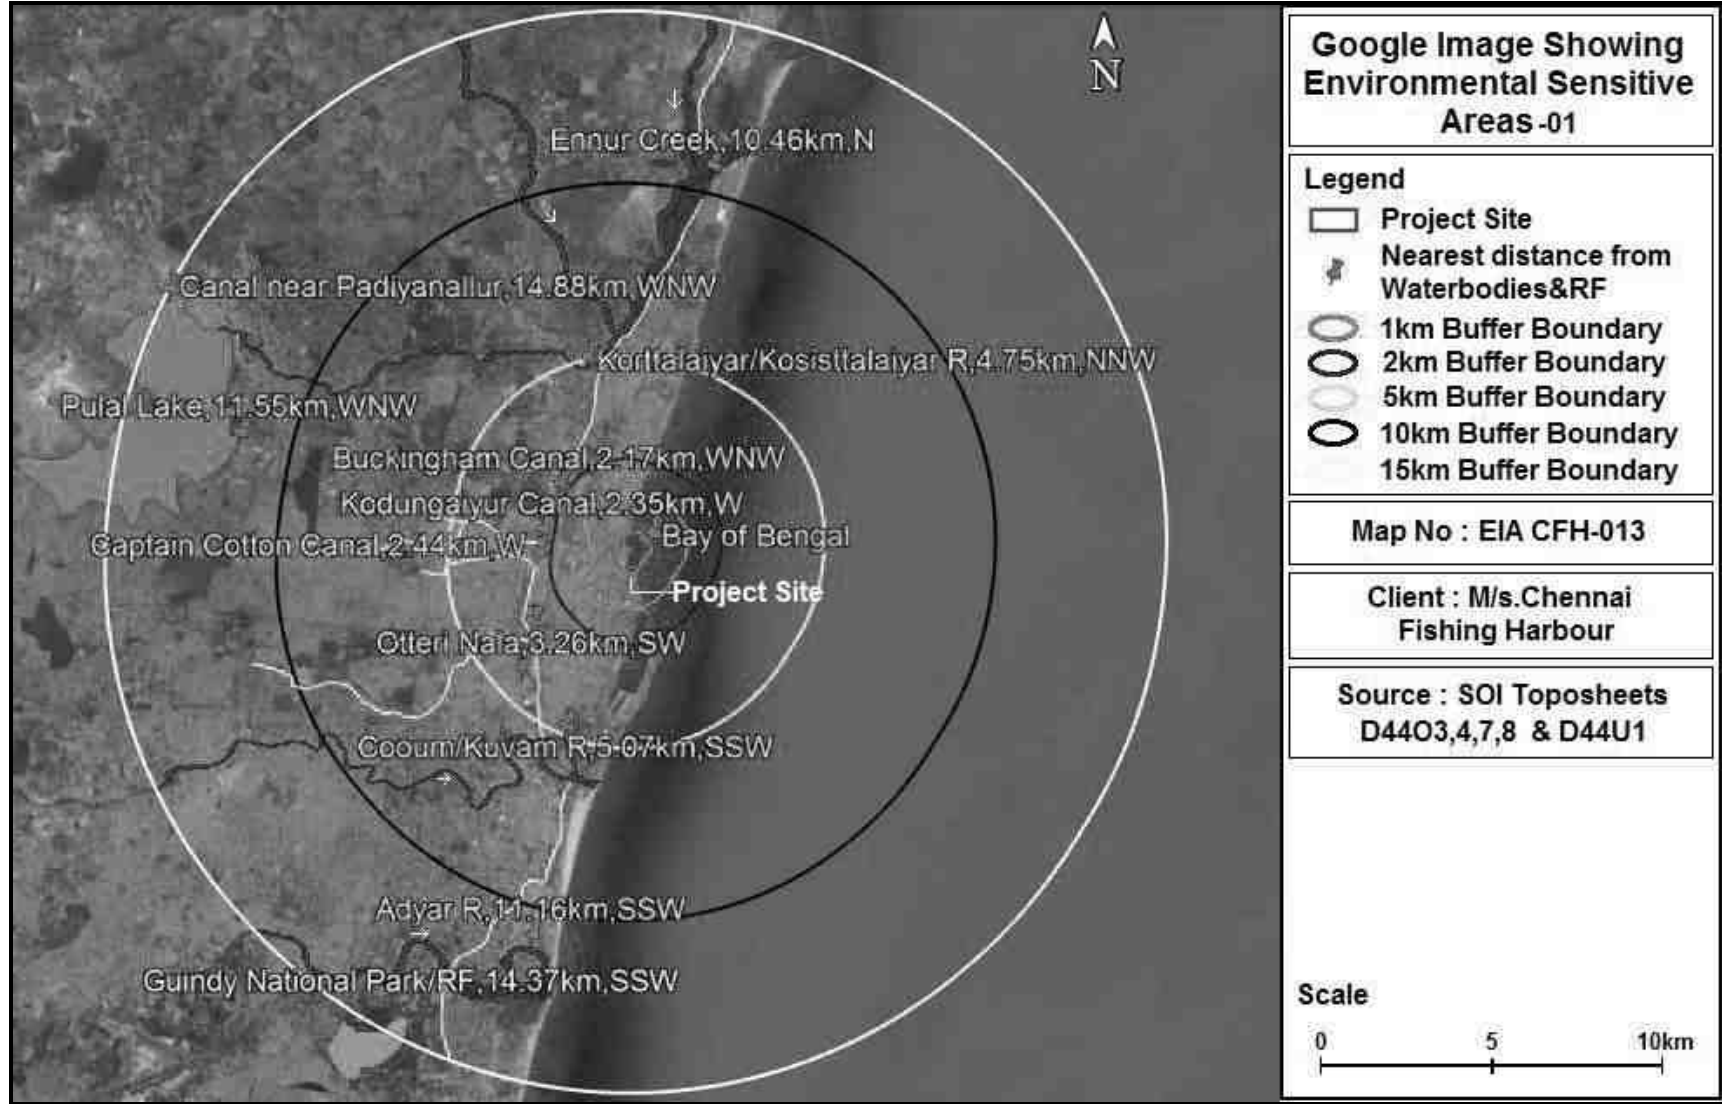 N
Ennur Creek,10.46km,N
Canal near Padiyanallur,14.88km,WNW
Korttalaiyar/Kosisttalaiyar R,4.75km,NNW
Pulal Lake,11.55km,WNW
Buckingham Canal,2.17km,WNW
Kodungaiyur Canal,2.35km,W
Bay of Bengal
Captain Cotton Canal,2.44km,W
Project Site
Otteri Nala,3.26km,SW
Cooum/Kuvam R,5.07km,SSW
Adyar R,11.16km,SSW
Guindy National Park/RF,14.37km,SSW
Google Image Showing
Environmental Sensitive
Areas -01
Legend
Project Site
Nearest distance from
Waterbodies&RF
1km Buffer Boundary
2km Buffer Boundary
5km Buffer Boundary
10km Buffer Boundary
15km Buffer Boundary
Map No : EIA CFH-013
Client : M/s.Chennai
Fishing Harbour
Source : SOI Toposheets
D44O3,4,7,8 & D44U1
Scale
0 5 10km